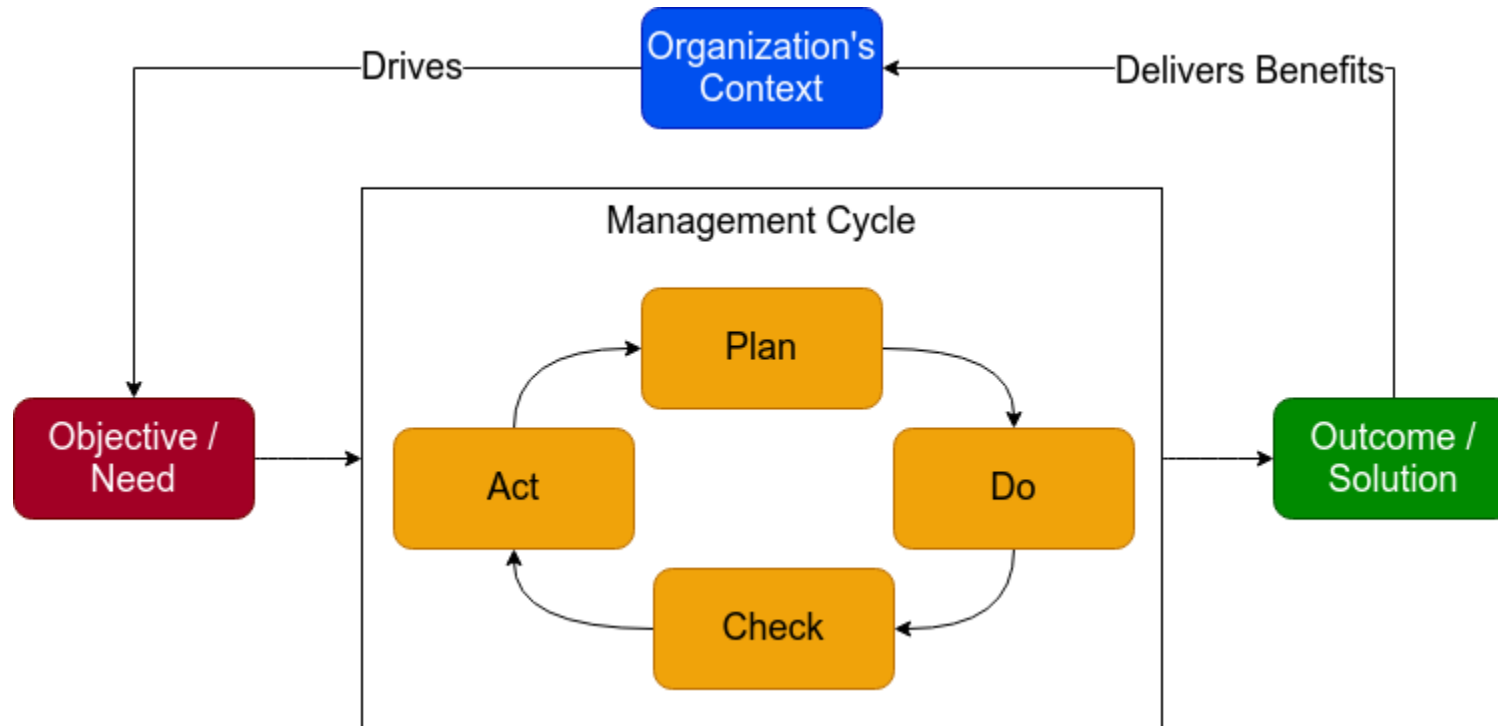 Organization's
Context
Drives
Delivers Benefits
Management Cycle
Plan
Objective /
Need
Act
Do
Outcome /
Solution
Check